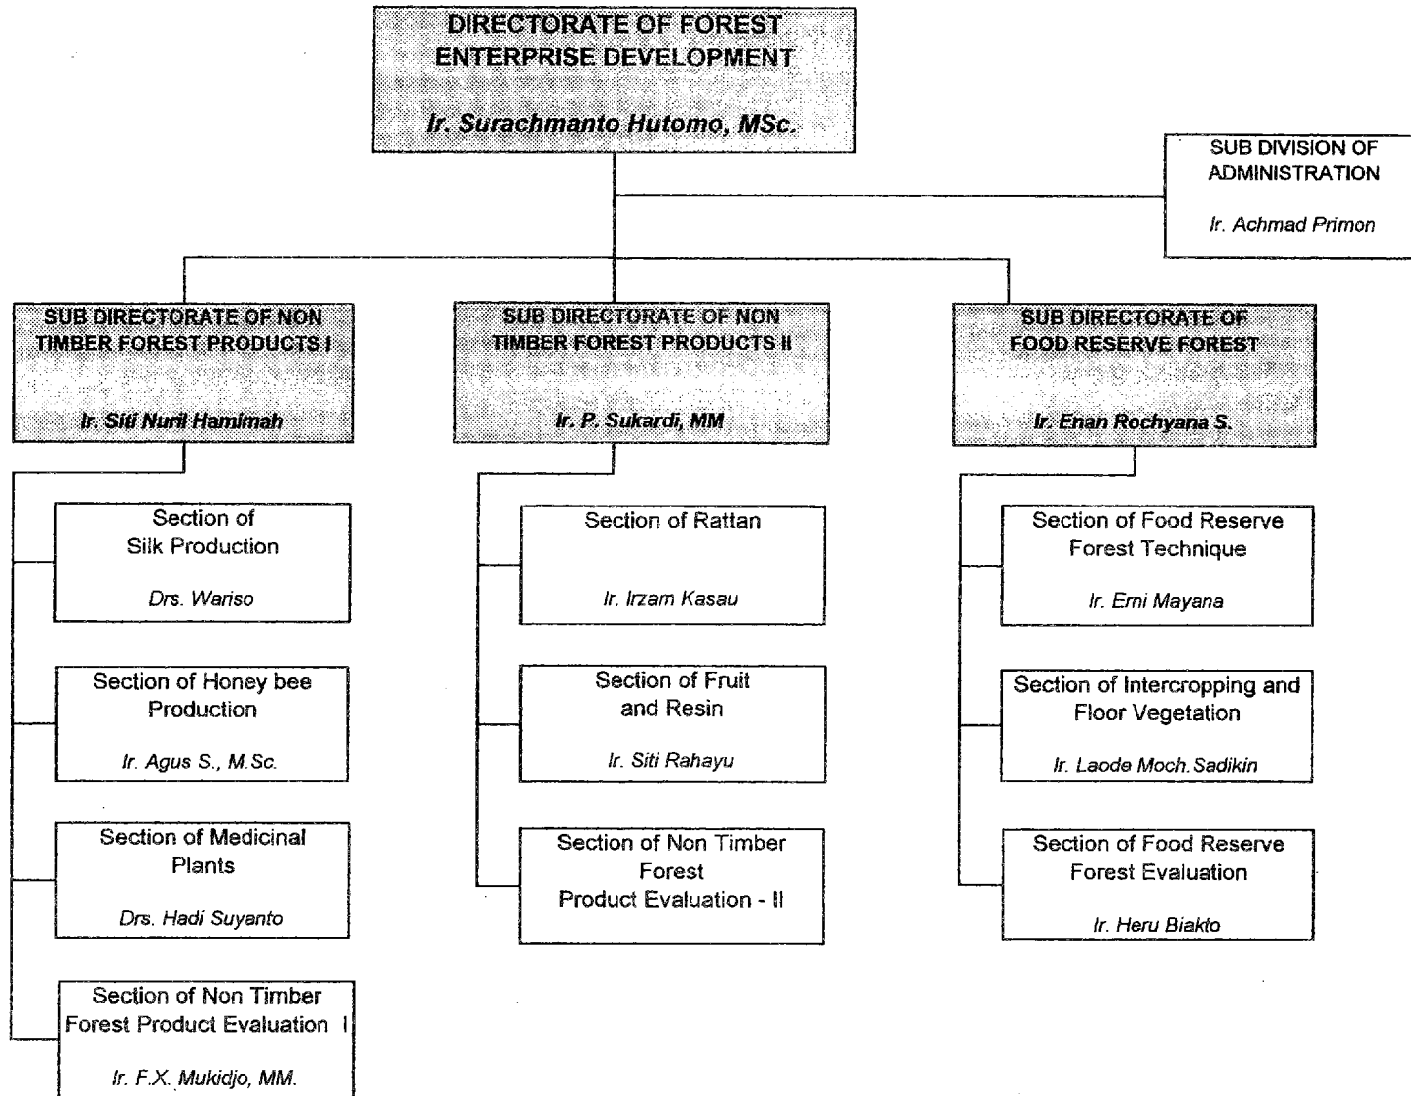 DIRECTORATE OF FOREST
ENTERPRISE DEVELOPMENT
Ir. Surachmanto Hutomo, MSc.
SUB DIVISION OF
ADMINISTRATION
Ir. Achmad Primon
SUB DIRECTORATE OF NON
TIMBER FOREST PRODUCTS I
Ir. Siti Nuril Hamimah
SUB DIRECTORATE OF NON
TIMBER FOREST PRODUCTS II
Ir. P. Sukardi, MM
SUB DIRECTORATE OF
FOOD RESERVE FOREST
Ir. Enan Rochyana S.
Section of
Silk Production
Drs. Wariso
Section of Honey bee
Production
Ir. Agus S., M.Sc.
Section of Medicinal
Plants
Drs. Hadi Suyanto
Section of Non Timber
Forest Product Evaluation I
Ir. F.X. Mukidjo, MM.
Section of Rattan
Ir. Irzam Kasau
Section of Fruit
and Resin
Ir. Siti Rahayu
Section of Non Timber
Forest
Product Evaluation - II
Section of Food Reserve
Forest Technique
Ir. Erni Mayana
Section of Intercropping and
Floor Vegetation
Ir. Laode Moch. Sadikin
Section of Food Reserve
Forest Evaluation
Ir. Heru Biakto